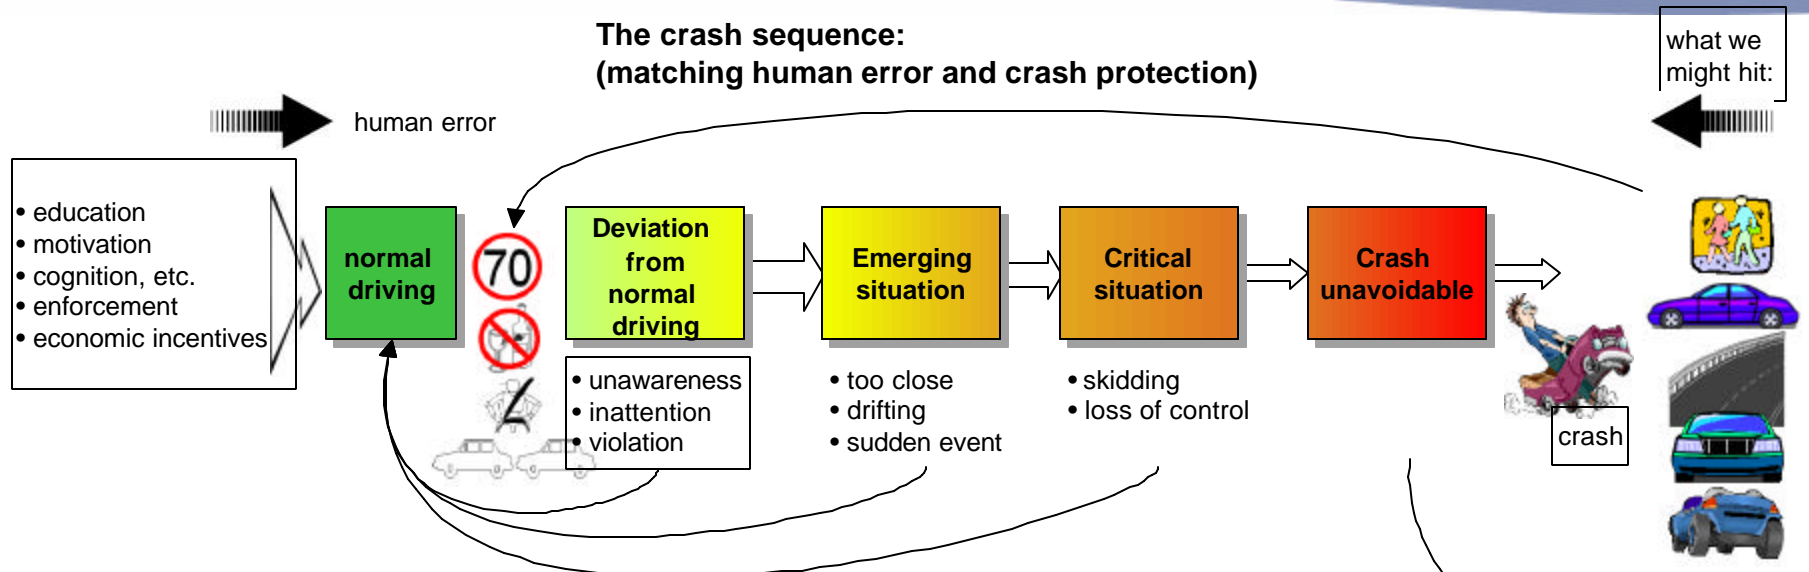 The crash sequence:
(matching human error and crash protection)
what we
might hit:
human error
• education
• motivation
• cognition, etc.
• enforcement
• economic incentives
normal
driving
70
Deviation
from
normal
driving
Emerging
situation
Critical
situation
Crash
unavoidable
• unawareness
• inattention
• violation
• too close
• drifting
• sudden event
• skidding
• loss of control
crash